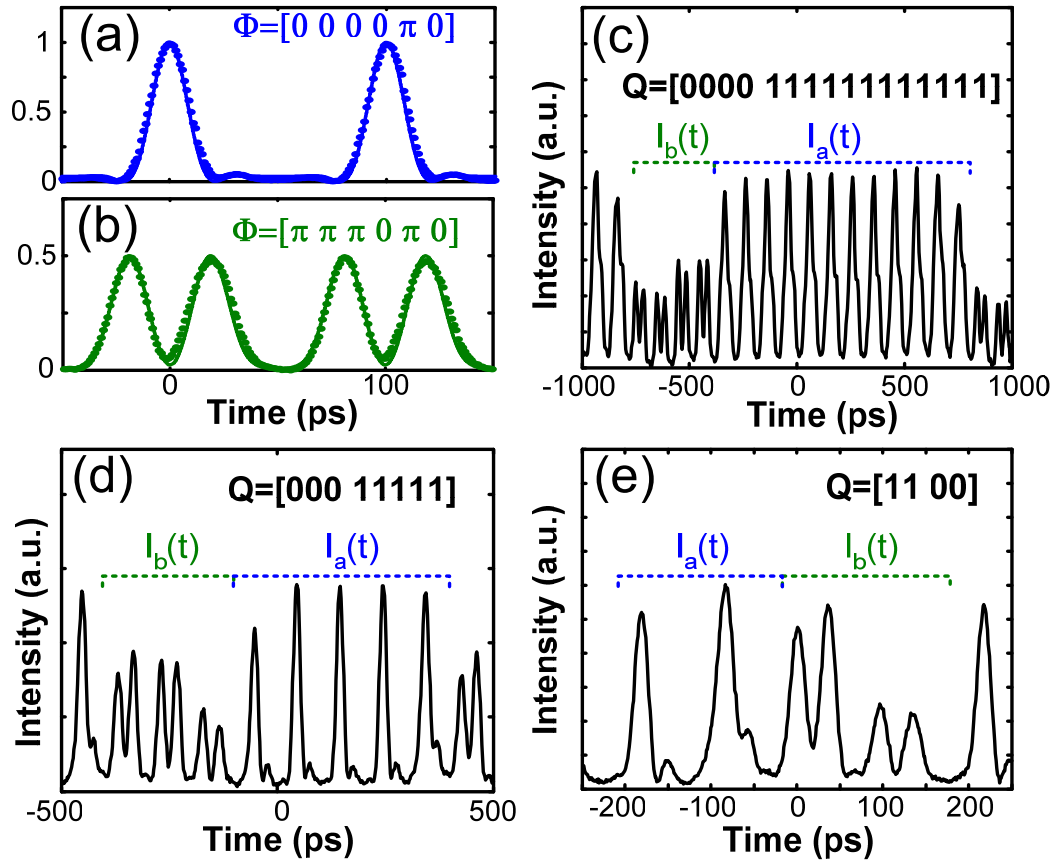 (a)
Φ=[0 0 0 0 π 0]
1
0.5
0
(b)
Φ=[π π π 0 π 0]
0.5
0
0 100
Time (ps)
(c)
Q=[0000 111111111111]
I_b(t) I_a(t)
Intensity (a.u.)
-1000 -500 0 500 1000
Time (ps)
(d)
Q=[000 11111]
I_b(t) I_a(t)
Intensity (a.u.)
-500 0 500
Time (ps)
(e)
Q=[11 00]
I_a(t) I_b(t)
Intensity (a.u.)
-200 -100 0 100 200
Time (ps)